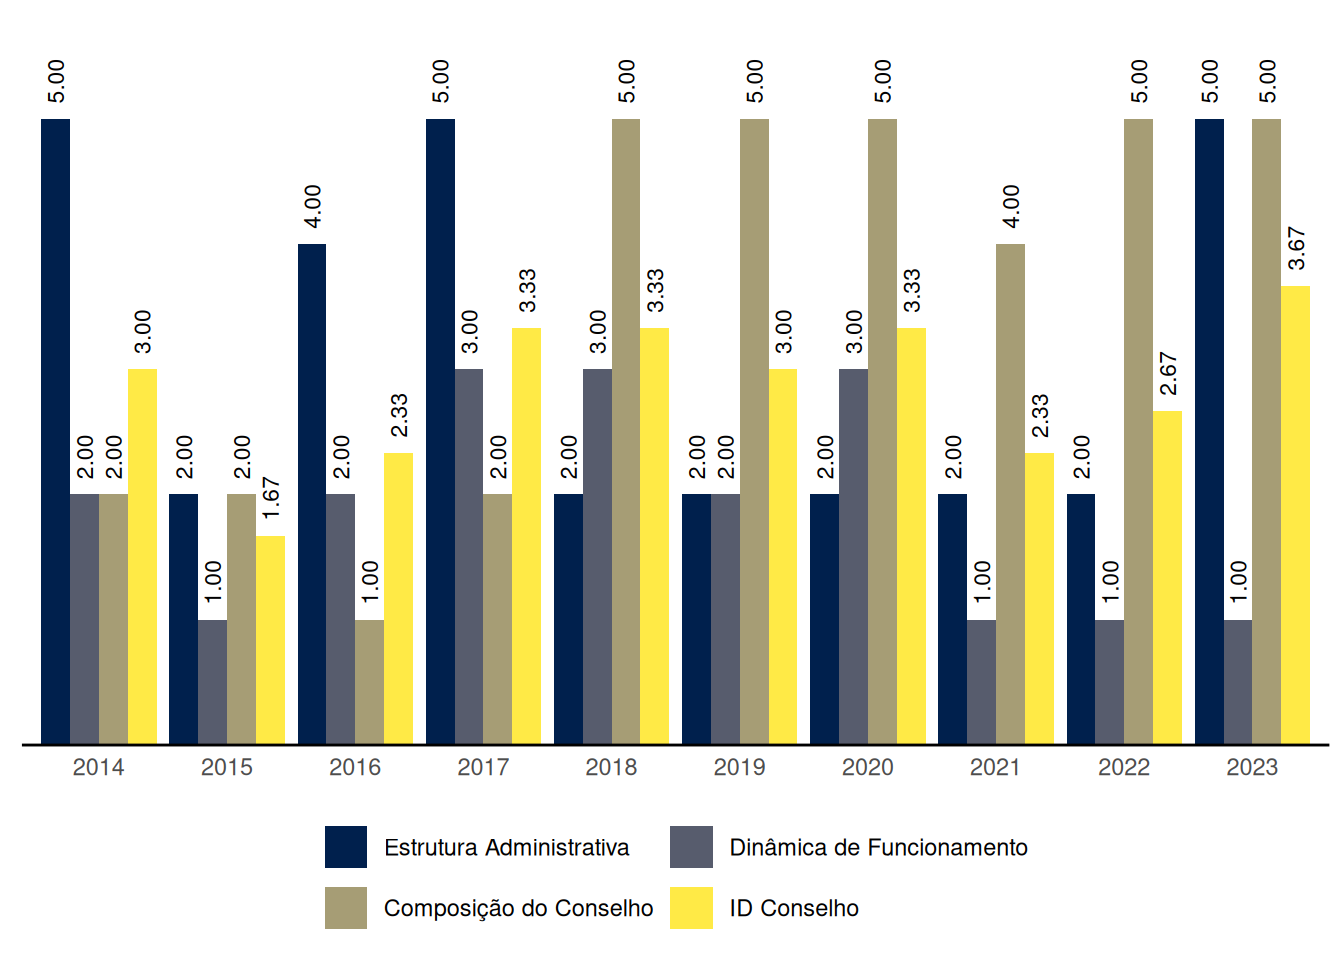 5.00 2.00 2.00 3.00 2.00 1.00 2.00 1.67 4.00 2.00 1.00 2.33 5.00 3.00 2.00 3.33 2.00 3.00 5.00 3.33 2.00 2.00 5.00 3.00 2.00 3.00 5.00 3.33 2.00 1.00 4.00 2.33 2.00 1.00 5.00 2.67 5.00 1.00 5.00 3.67
2014 2015 2016 2017 2018 2019 2020 2021 2022 2023
Estrutura Administrativa Dinâmica de Funcionamento
Composição do Conselho ID Conselho